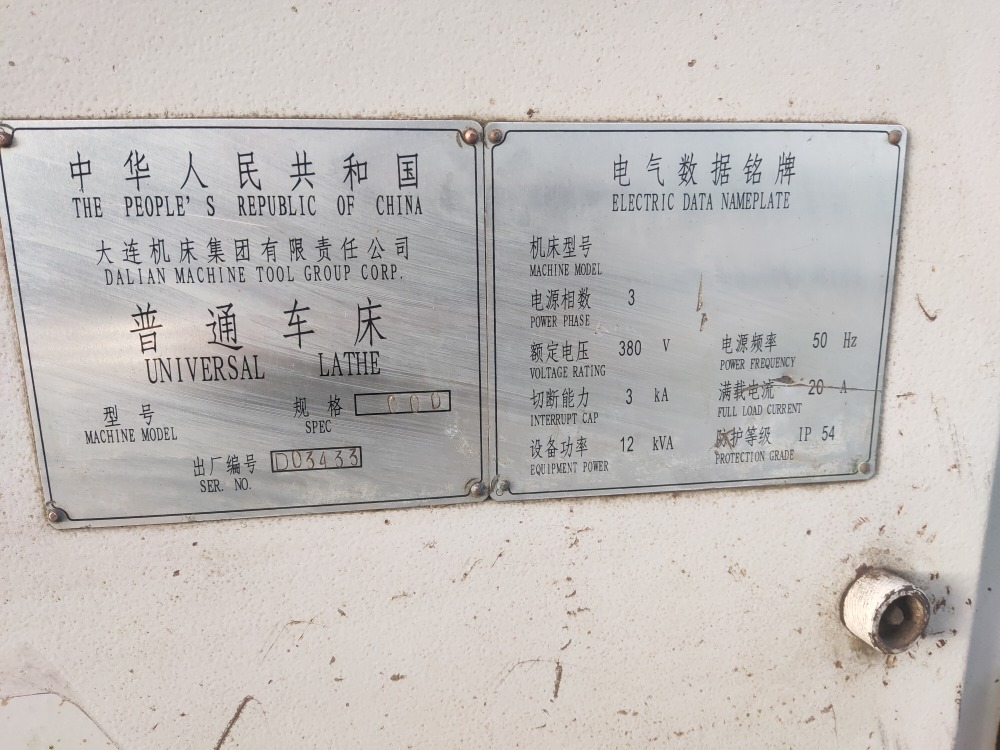 中华人民共和国
THE PEOPLE'S REPUBLIC OF CHINA
大连机床集团有限责任公司
DALIAN MACHINE TOOL GROUP CORP.
普通车床
UNIVERSAL LATHE
型号 规格 000
MACHINE MODEL SPEC
出厂编号 D03433
SER. NO.
电气数据铭牌
ELECTRIC DATA NAMEPLATE
机床型号
MACHINE MODEL
电源相数 3
POWER PHASE
额定电压 380 V 电源频率 50 Hz
VOLTAGE RATING POWER FREQUENCY
切断能力 3 kA 满载电流 20 A
INTERRUPT CAP FULL LOAD CURRENT
设备功率 12 kVA 防护等级 IP 54
EQUIPMENT POWER PROTECTION GRADE